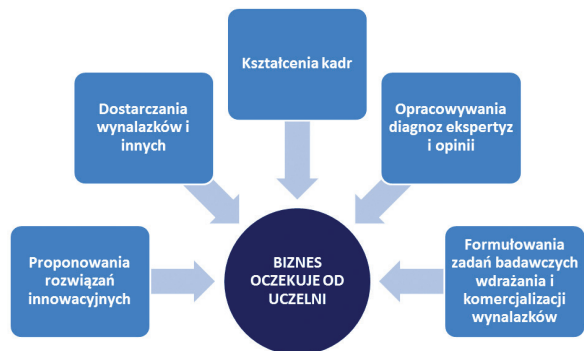 Kształcenia kadr
Dostarczania
wynalazków i
innych
Opracowywania
diagnoz ekspertyz
i opinii
Proponowania
rozwiązań
innowacyjnych
BIZNES
OCZEKUJE OD
UCZELNI
Formułowania
zadań badawczych
wdrażania i
komercjalizacji
wynalazków